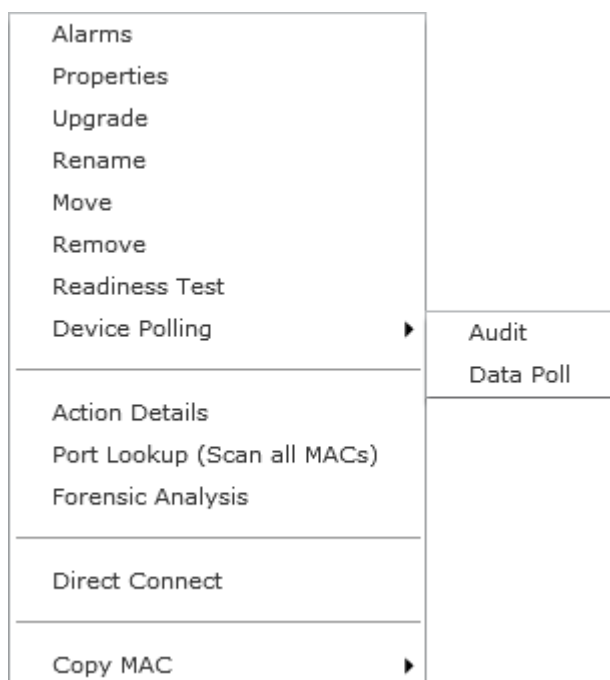 Alarms
Properties
Upgrade
Rename
Move
Remove
Readiness Test
Device Polling
Audit
Data Poll
Action Details
Port Lookup (Scan all MACs)
Forensic Analysis
Direct Connect
Copy MAC